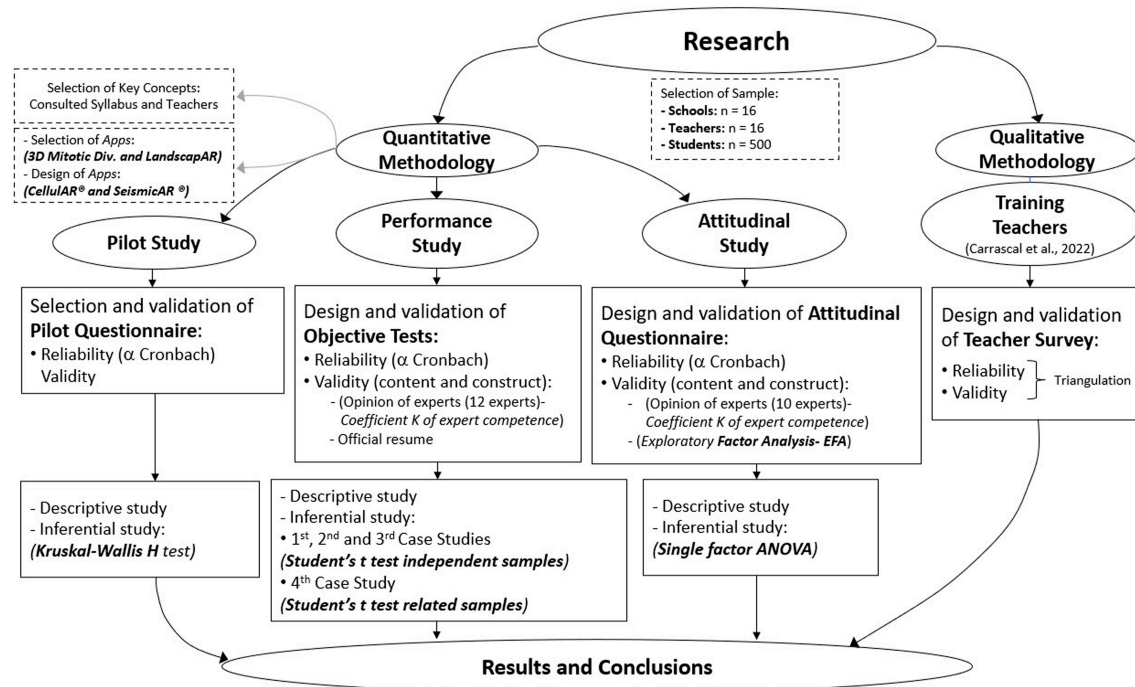 Research
Selection of Key Concepts:
Consulted Syllabus and Teachers
- Selection of Apps:
(3D Mitotic Div. and LandscapAR)
- Design of Apps:
(CellulAR® and SeismicAR ®)
Selection of Sample:
- Schools: n = 16
- Teachers: n = 16
- Students: n = 500
Quantitative
Methodology
Qualitative
Methodology
Pilot Study
Performance
Study
Attitudinal
Study
Training
Teachers
(Carrascal et al., 2022)
Selection and validation of
Pilot Questionnaire:
• Reliability (α Cronbach)
Validity
Design and validation of
Objective Tests:
• Reliability (α Cronbach)
• Validity (content and construct):
- (Opinion of experts (12 experts)-
Coefficient K of expert competence)
- Official resume
Design and validation of Attitudinal
Questionnaire:
• Reliability (α Cronbach)
• Validity (content and construct):
- (Opinion of experts (10 experts)-
Coefficient K of expert competence)
- (Exploratory Factor Analysis- EFA)
Design and validation
of Teacher Survey:
• Reliability
• Validity
Triangulation
- Descriptive study
- Inferential study:
(Kruskal-Wallis H test)
- Descriptive study
- Inferential study:
• 1st, 2nd and 3rd Case Studies
(Student's t test independent samples)
• 4th Case Study
(Student's t test related samples)
- Descriptive study
- Inferential study:
(Single factor ANOVA)
Results and Conclusions